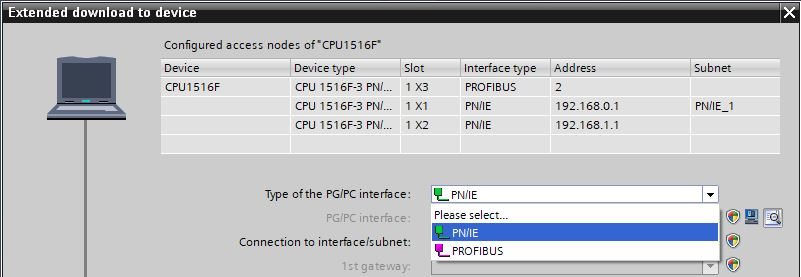 Extended download to device
Configured access nodes of "CPU1516F"
Device Device type Slot Interface type Address Subnet
CPU1516F CPU 1516F-3 PN/... 1 X3 PROFIBUS 2
CPU 1516F-3 PN/... 1 X1 PN/IE 192.168.0.1 PN/IE_1
CPU 1516F-3 PN/... 1 X2 PN/IE 192.168.1.1
Type of the PG/PC interface: PN/IE
PG/PC interface: Please select...
Connection to interface/subnet: PN/IE
PROFIBUS
1st gateway: